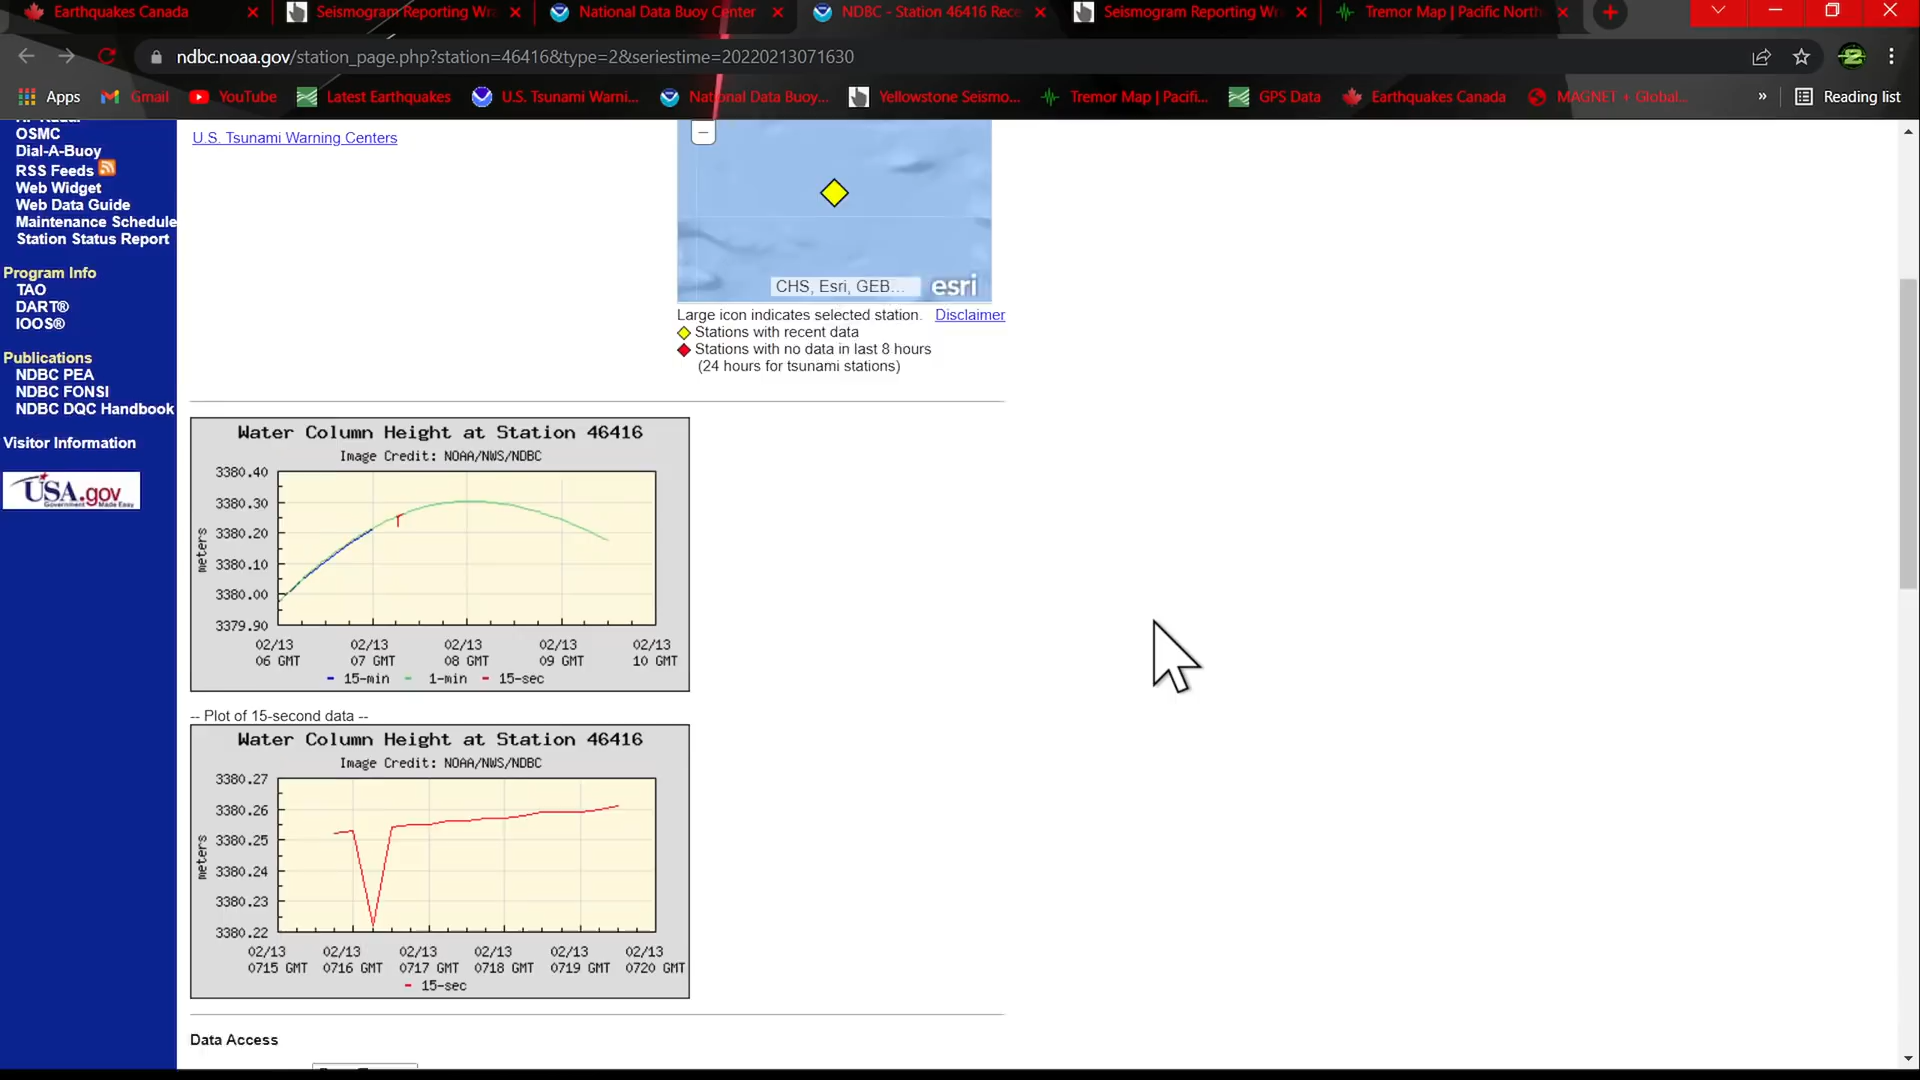 Earthquakes Canada
Seismogram Reporting Wra
National Data Buoy Center
NDBC - Station 46416 Rece
Seismogram Reporting Wr
Tremor Map | Pacific North
ndbc.noaa.gov/station_page.php?station=46416&type=2&seriestime=20220213071630
Apps
Gmail
YouTube
Latest Earthquakes
U.S. Tsunami Warni...
National Data Buoy...
Yellowstone Seismo...
Tremor Map | Pacifi...
GPS Data
Earthquakes Canada
MAGNET + Global...
»
Reading list
OSMC
Dial-A-Buoy
RSS Feeds
Web Widget
Web Data Guide
Maintenance Schedule
Station Status Report
Program Info
TAO
DART®
IOOS®
Publications
NDBC PEA
NDBC FONSI
NDBC DQC Handbook
Visitor Information
USA.gov
Government Made Easy
U.S. Tsunami Warning Centers
−
CHS, Esri, GEB...
esri
Large icon indicates selected station. Disclaimer
Stations with recent data
Stations with no data in last 8 hours
(24 hours for tsunami stations)
Water Column Height at Station 46416
Image Credit: NOAA/NWS/NDBC
3380.40
3380.30
3380.20
3380.10
3380.00
3379.90
meters
02/13 02/13 02/13 02/13 02/13
06 GMT 07 GMT 08 GMT 09 GMT 10 GMT
15-min 1-min 15-sec
-- Plot of 15-second data --
Water Column Height at Station 46416
Image Credit: NOAA/NWS/NDBC
3380.27
3380.26
3380.25
3380.24
3380.23
3380.22
meters
02/13 02/13 02/13 02/13 02/13 02/13
0715 GMT 0716 GMT 0717 GMT 0718 GMT 0719 GMT 0720 GMT
15-sec
Data Access